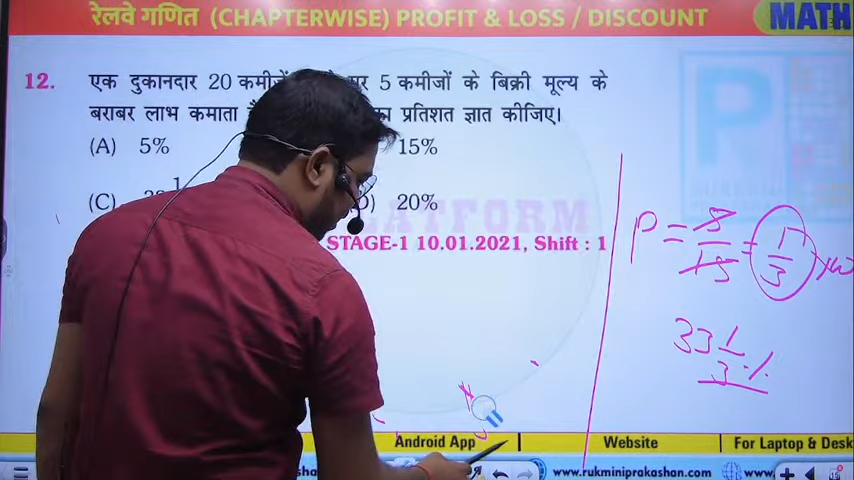 रेलवे गणित (CHAPTERWISE) PROFIT & LOSS / DISCOUNT
MATH
12. एक दुकानदार 20 कमीजों पर 5 कमीजों के बिक्री मूल्य के
बराबर लाभ कमाता प्रतिशत ज्ञात कीजिए।
(A) 5% 15%
(C) 20%
PLATFORM
STAGE-1 10.01.2021, Shift : 1
P = 5/15 = 1/3
33 1/3 %
Android App Website For Laptop & Desk
https://www.rukminiprakashan.com